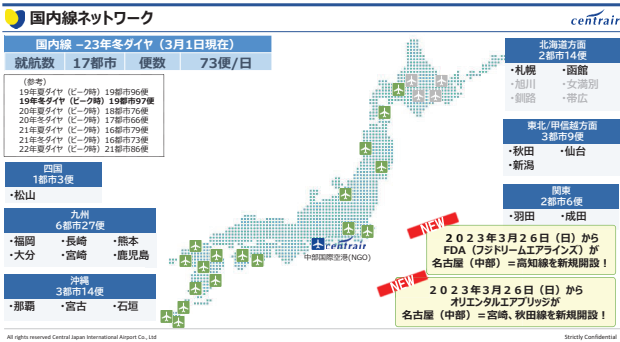 国内線ネットワーク
centrair
国内線 −23年冬ダイヤ（3月1日現在）
就航数 17都市 便数 73便/日
（参考）
19年夏ダイヤ（ピーク時）19都市96便
19年冬ダイヤ（ピーク時）19都市97便
20年夏ダイヤ（ピーク時）18都市76便
20年冬ダイヤ（ピーク時）17都市66便
21年夏ダイヤ（ピーク時）16都市79便
21年冬ダイヤ（ピーク時）16都市73便
22年夏ダイヤ（ピーク時）21都市86便
北海道方面
2都市14便
・札幌 ・函館
・旭川 ・女満別
・釧路 ・帯広
東北/甲信越方面
3都市9便
・秋田 ・仙台
・新潟
関東
2都市6便
・羽田 ・成田
四国
1都市3便
・松山
九州
6都市27便
・福岡 ・長崎 ・熊本
・大分 ・宮崎 ・鹿児島
沖縄
3都市14便
・那覇 ・宮古 ・石垣
centrair
中部国際空港(NGO)
NEW
２０２３年３月２６日（日）から
FDA（フジドリームエアラインズ）が
名古屋（中部）＝高知線を新規開設！
NEW
２０２３年３月２６日（日）から
オリエンタルエアブリッジが
名古屋（中部）＝宮崎、秋田線を新規開設！
All rights reserved Central Japan International Airport Co., Ltd
Strictly Confidential